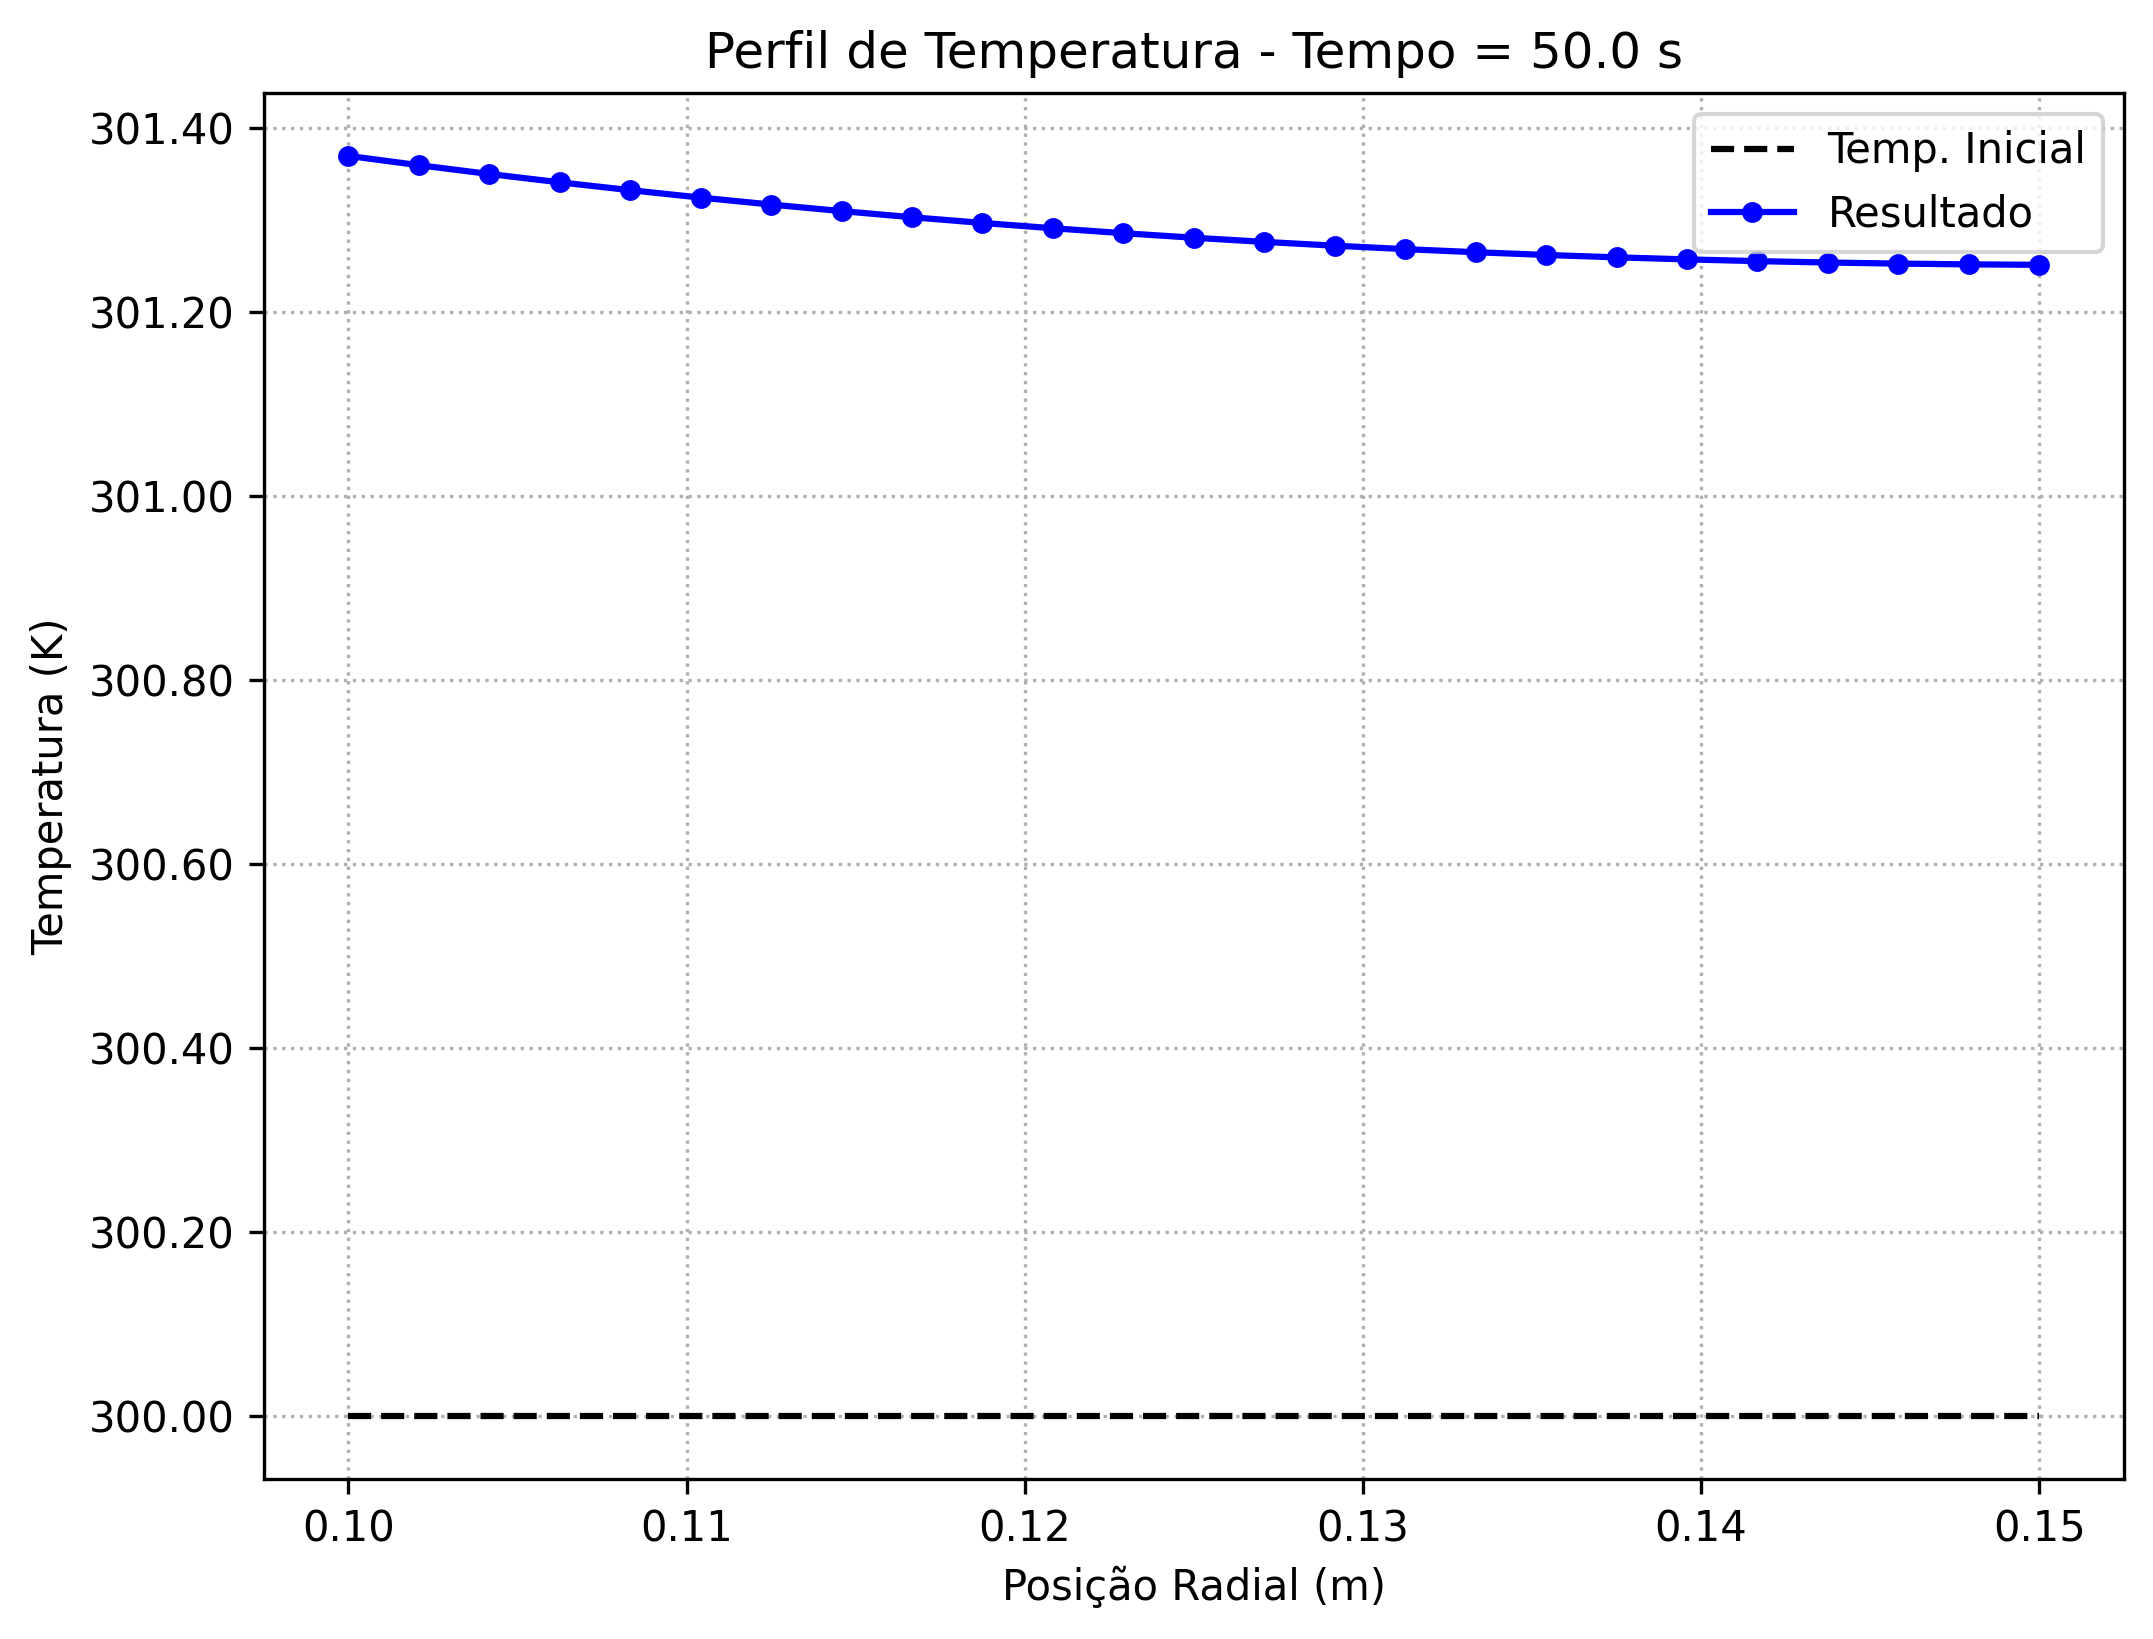 Perfil de Temperatura - Tempo = 50.0 s
301.40
301.20
301.00
300.80
300.60
300.40
300.20
300.00
Temperatura (K)
Temp. Inicial
Resultado
0.10 0.11 0.12 0.13 0.14 0.15
Posição Radial (m)